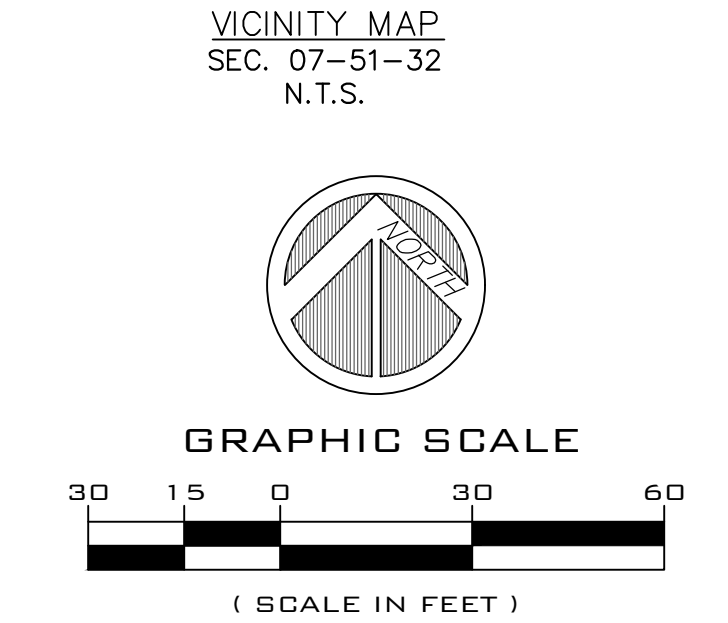 VICINITY MAP
SEC. 07-51-32
N.T.S.
NORTH
GRAPHIC SCALE
30 15 0 30 60
( SCALE IN FEET )